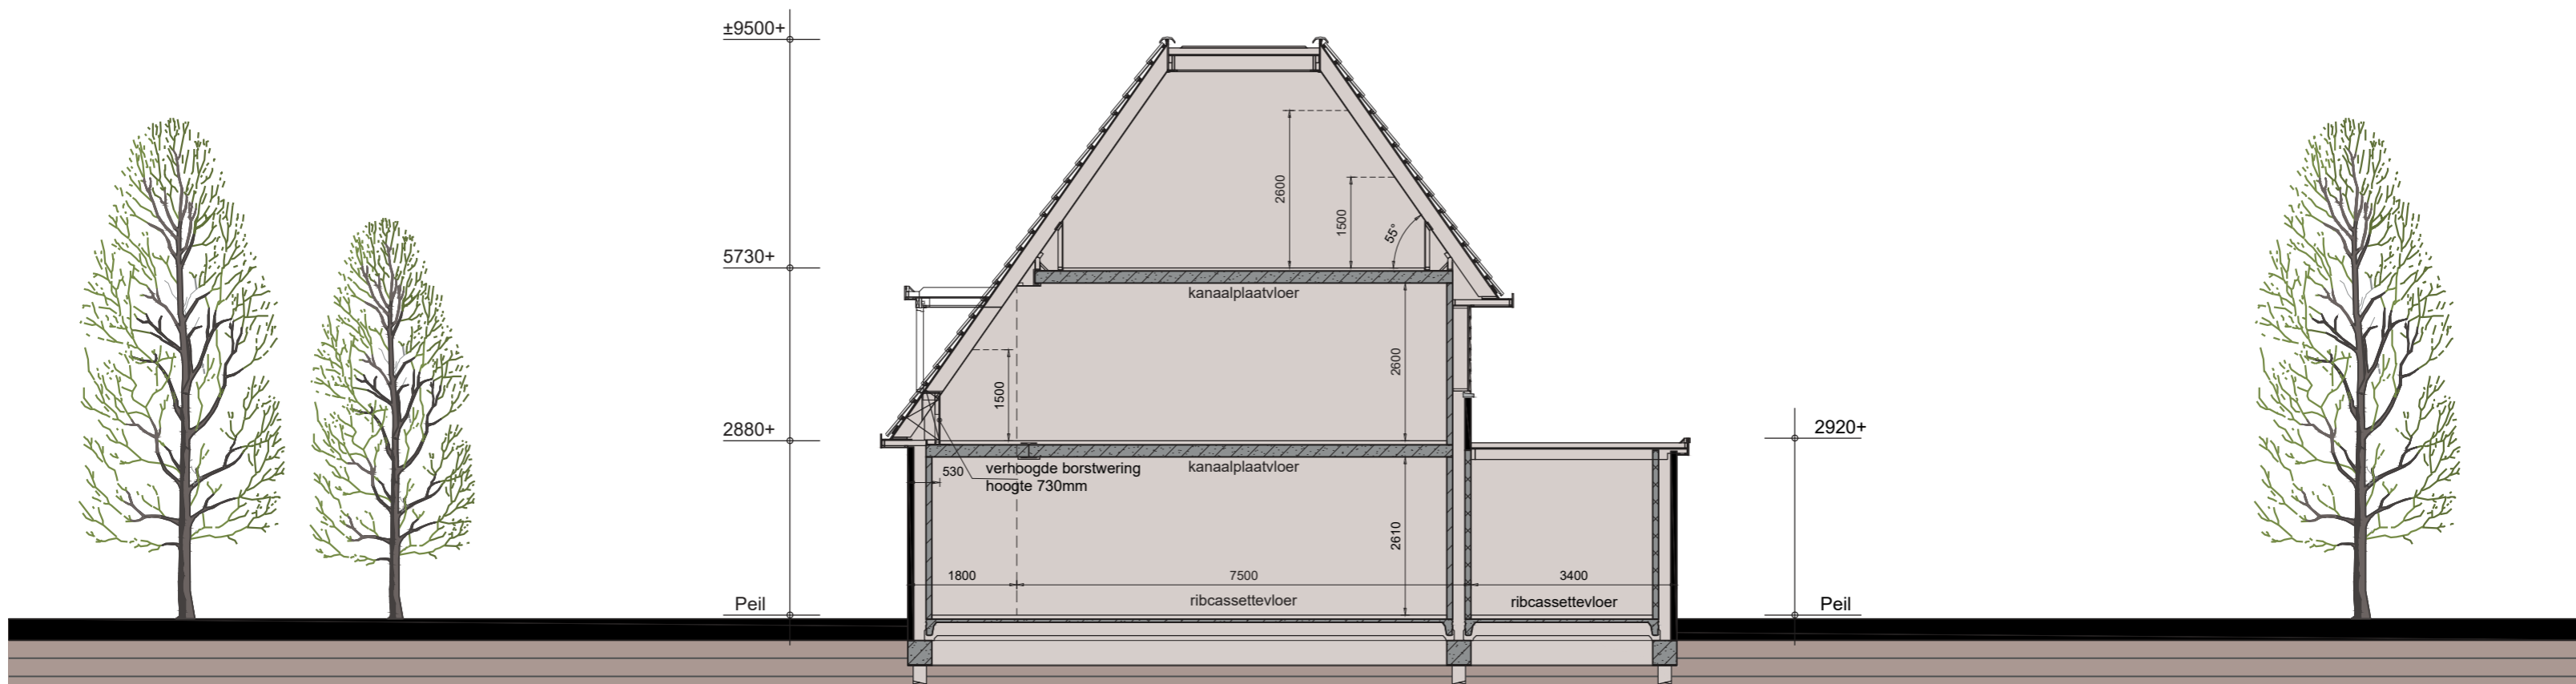 ±9500+
2600
1500
55°
5730+
kanaalplaatvloer
1500
2600
2880+
2920+
kanaalplaatvloer
530
verhoogde borstwering
hoogte 730mm
2610
1800
7500
3400
Peil
ribcassettevloer
ribcassettevloer
Peil